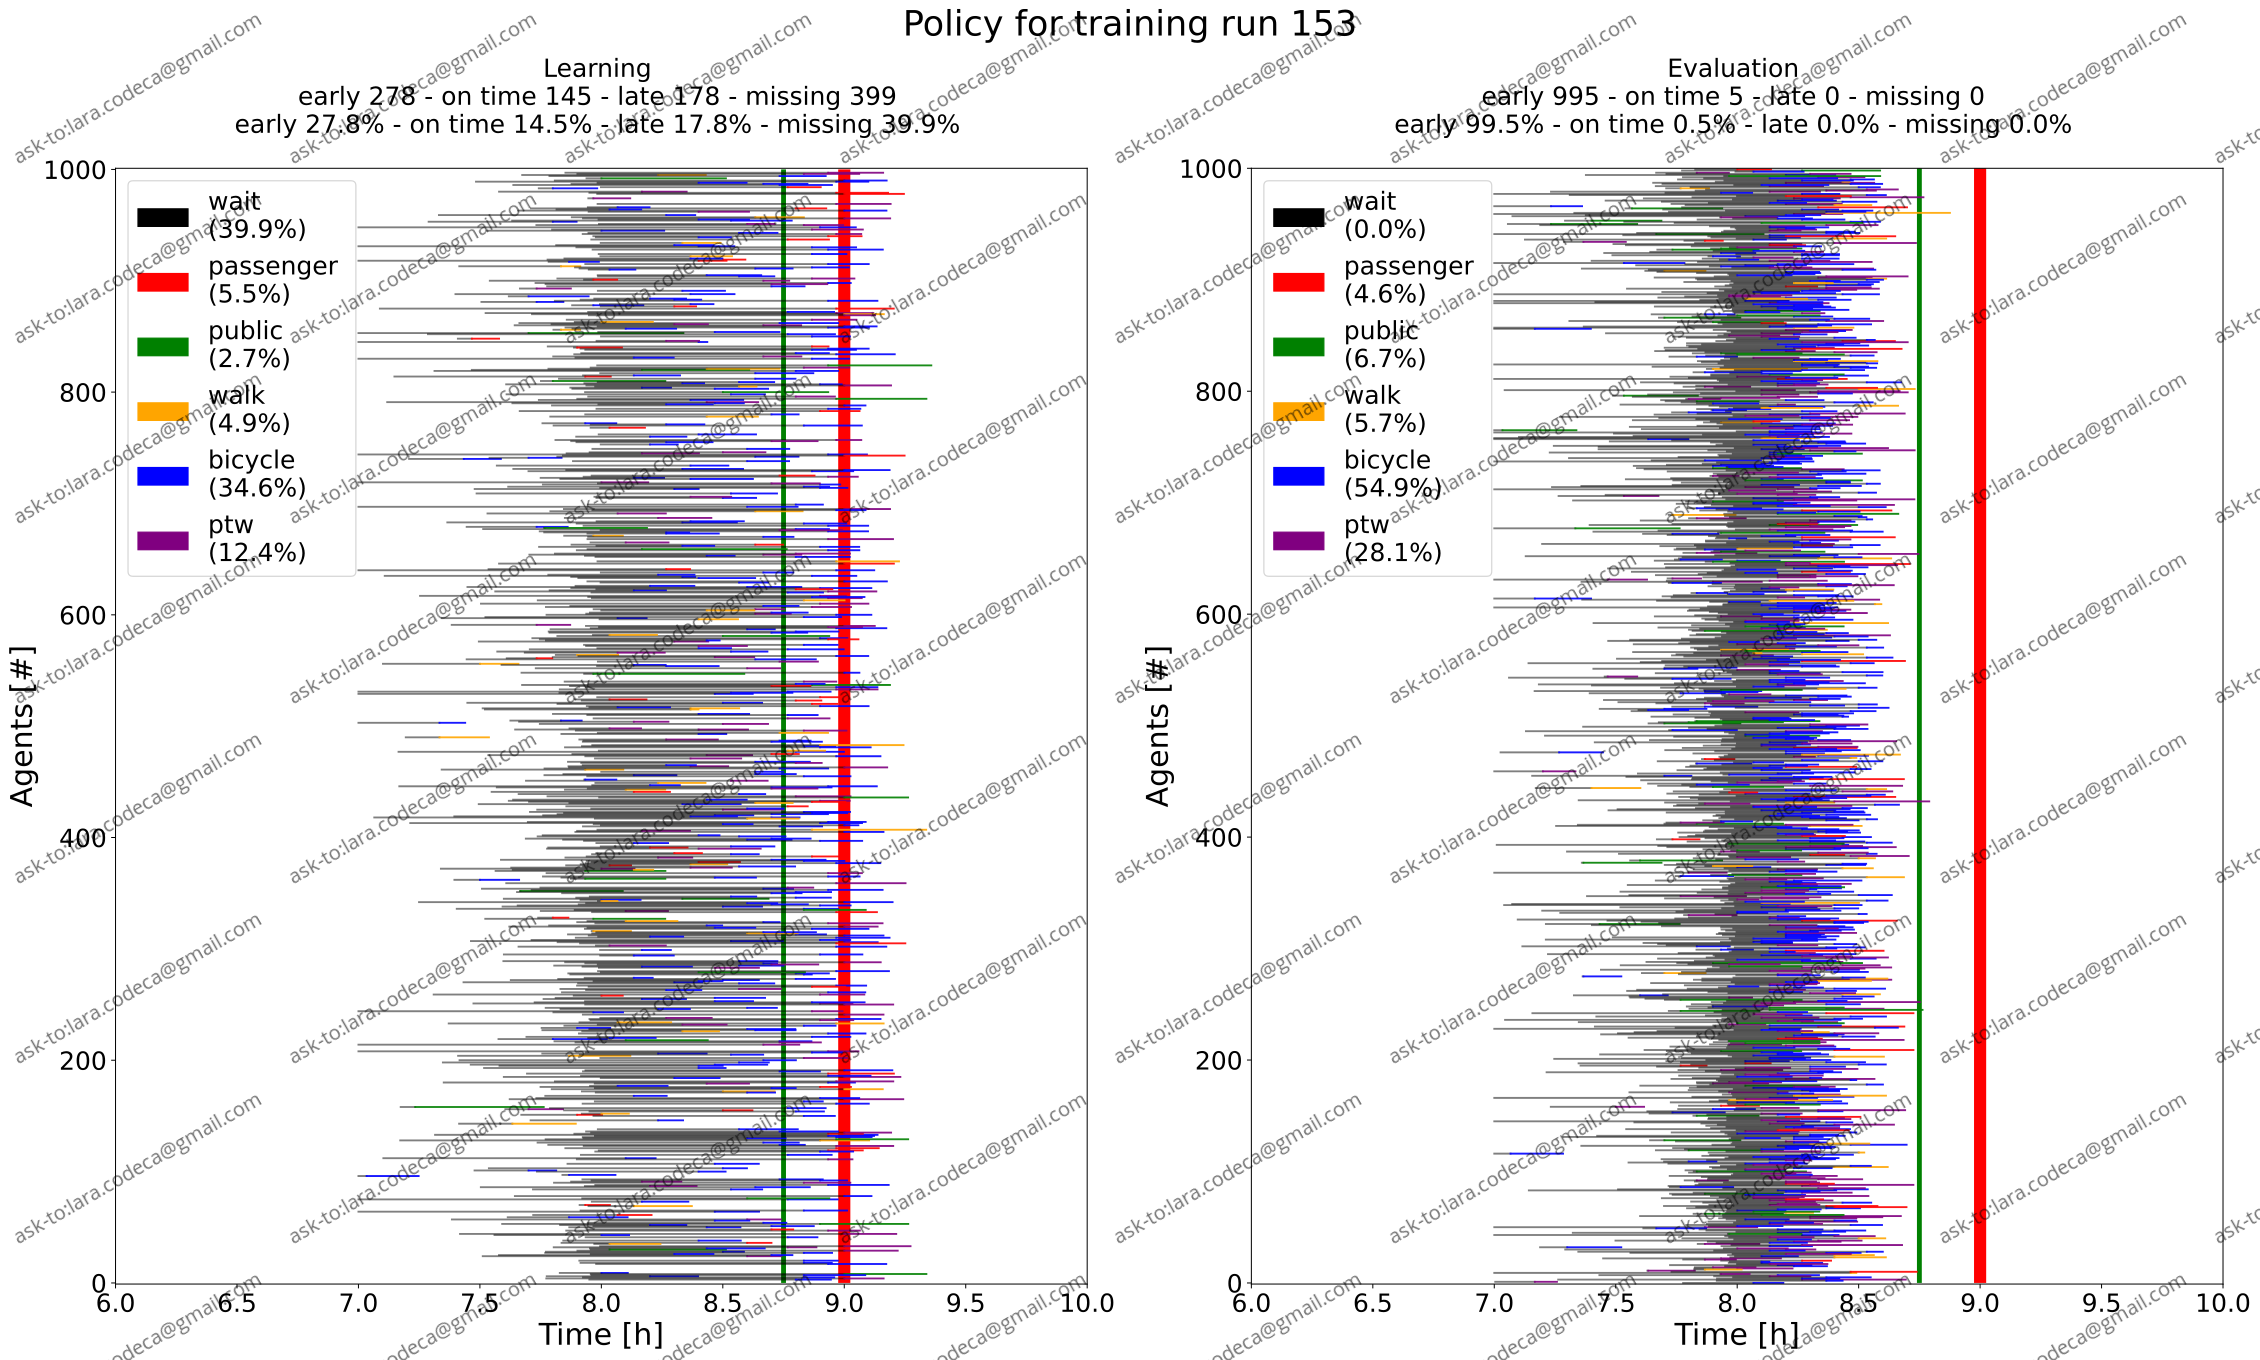 Policy for training run 153
Learning
early 278 - on time 145 - late 178 - missing 399
early 27.8% - on time 14.5% - late 17.8% - missing 39.9%
1000
800
600
400
200
0
Agents [#]
wait
(39.9%)
passenger
(5.5%)
public
(2.7%)
walk
(4.9%)
bicycle
(34.6%)
ptw
(12.4%)
6.0 6.5 7.0 7.5 8.0 8.5 9.0 9.5 10.0
Time [h]
Evaluation
early 995 - on time 5 - late 0 - missing 0
early 99.5% - on time 0.5% - late 0.0% - missing 0.0%
1000
800
600
400
200
0
Agents [#]
wait
(0.0%)
passenger
(4.6%)
public
(6.7%)
walk
(5.7%)
bicycle
(54.9%)
ptw
(28.1%)
6.0 6.5 7.0 7.5 8.0 8.5 9.0 9.5 10.0
Time [h]
ask-to:lara.codeca@gmail.com